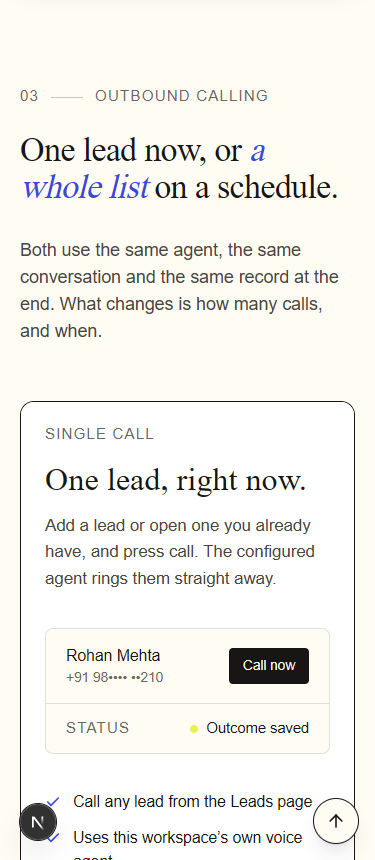 03 OUTBOUND CALLING
One lead now, or a
whole list on a schedule.
Both use the same agent, the same
conversation and the same record at the
end. What changes is how many calls,
and when.
SINGLE CALL
One lead, right now.
Add a lead or open one you already
have, and press call. The configured
agent rings them straight away.
Rohan Mehta
Call now
+91 98•••• ••210
STATUS
Outcome saved
Call any lead from the Leads page
N
Uses this workspace’s own voice
agent